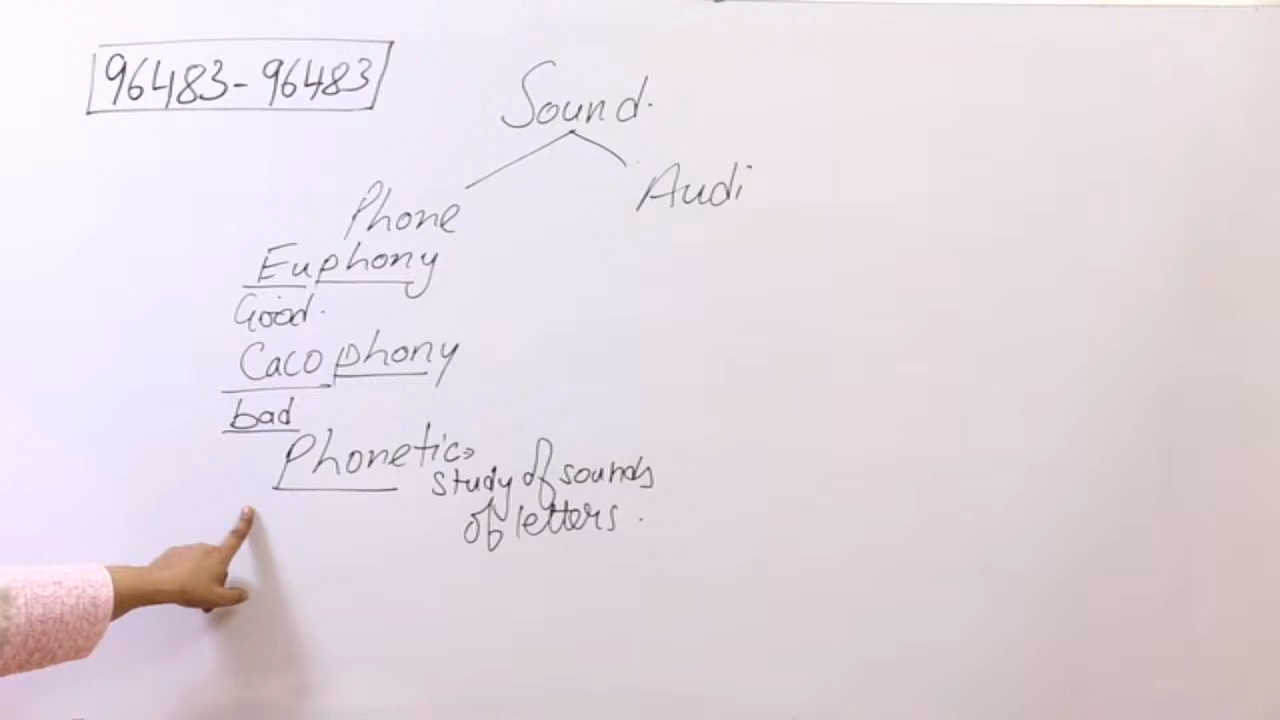 96483-96483
Sound.
Phone
Audi
Euphony
Good.
Cacophony
bad
Phonetics
study of sounds
of letters.